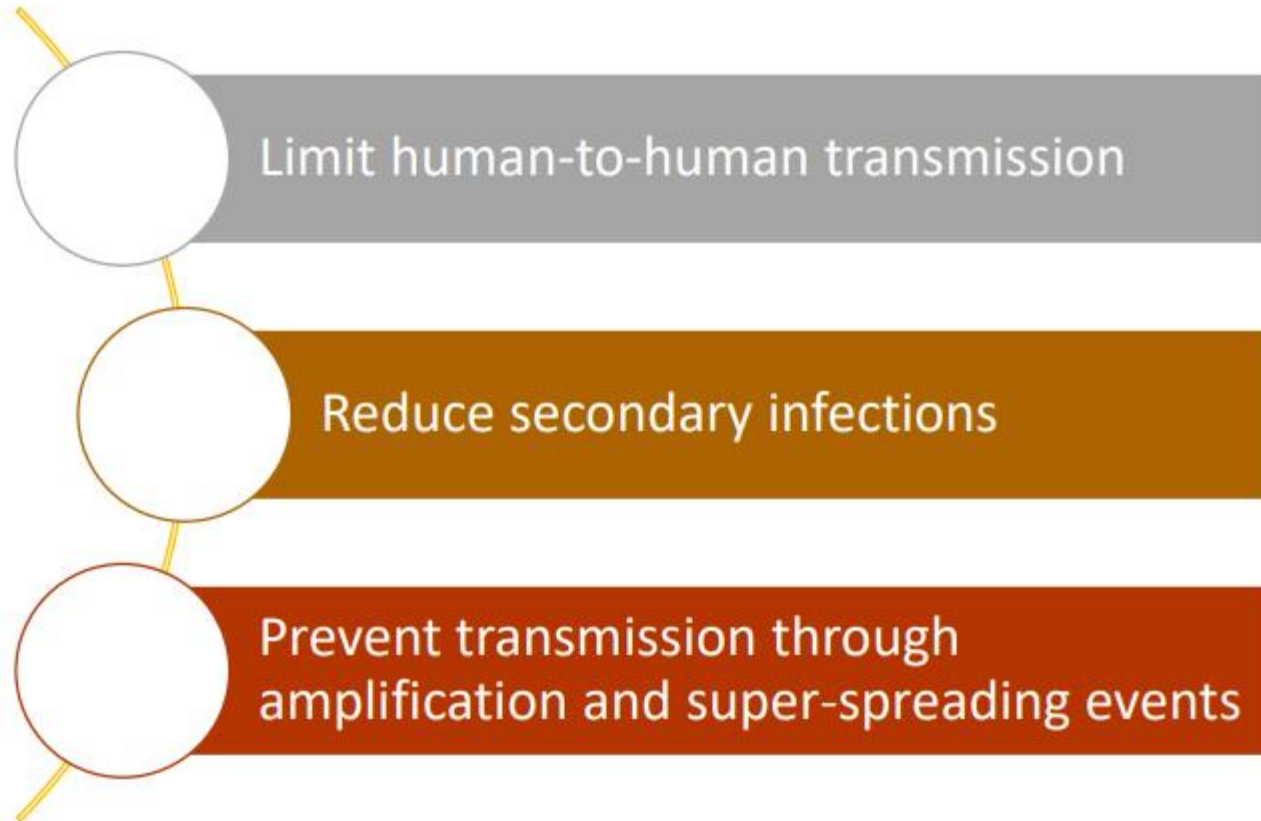 Limit human-to-human transmission
Reduce secondary infections
Prevent transmission through
amplification and super-spreading events